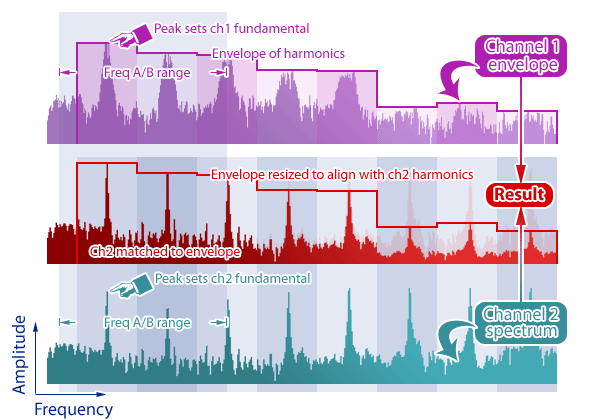 Peak sets ch1 fundamental
Channel 1
envelope
Envelope of harmonics
Freq A/B range
Envelope resized to align with ch2 harmonics
Result
Ch2 matched to envelope
Peak sets ch2 fundamental
Channel 2
spectrum
Freq A/B range
Amplitude
Frequency